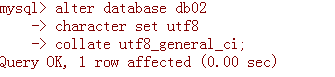 mysql> alter database db02
    -> character set utf8
    -> collate utf8_general_ci;
Query OK, 1 row affected (0.00 sec)